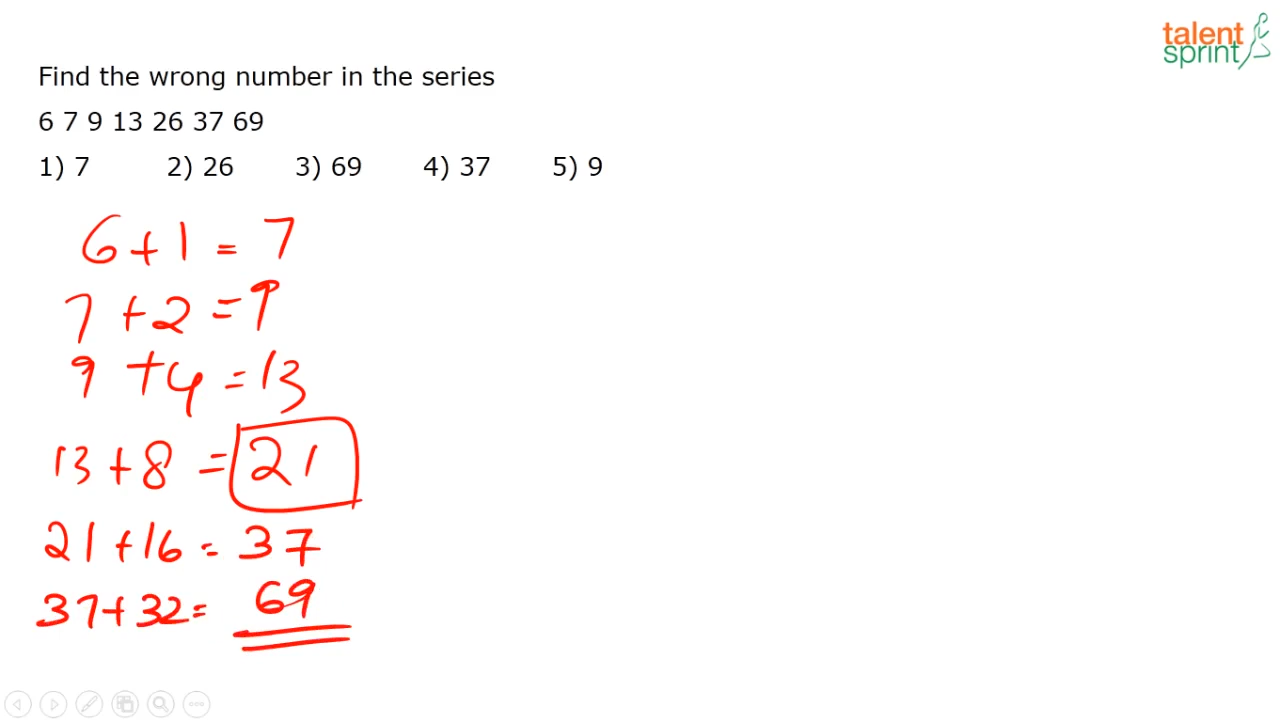 talent
sprint
Find the wrong number in the series
6 7 9 13 26 37 69
1) 7 2) 26 3) 69 4) 37 5) 9
6 + 1 = 7
7 + 2 = 9
9 + 4 = 13
13 + 8 = 21
21 + 16 = 37
37 + 32 = 69